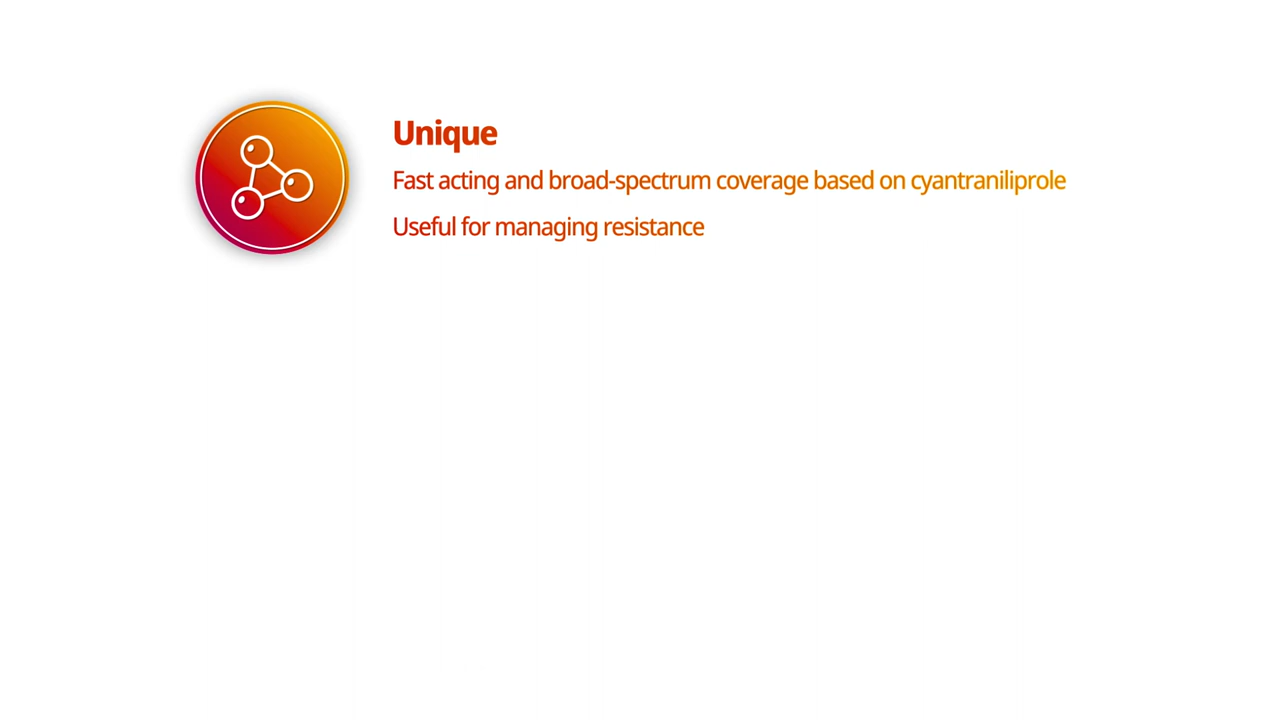 Unique
Fast acting and broad-spectrum coverage based on cyantraniliprole
Useful for managing resistance